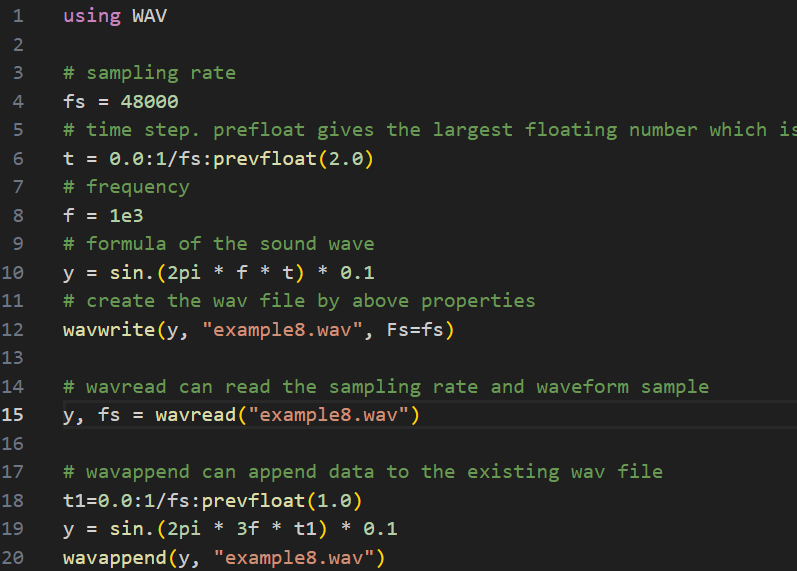 1 using WAV
2
3 # sampling rate
4 fs = 48000
5 # time step. prefloat gives the largest floating number which is
6 t = 0.0:1/fs:prevfloat(2.0)
7 # frequency
8 f = 1e3
9 # formula of the sound wave
10 y = sin.(2pi * f * t) * 0.1
11 # create the wav file by above properties
12 wavwrite(y, "example8.wav", Fs=fs)
13
14 # wavread can read the sampling rate and waveform sample
15 y, fs = wavread("example8.wav")
16
17 # wavappend can append data to the existing wav file
18 t1=0.0:1/fs:prevfloat(1.0)
19 y = sin.(2pi * 3f * t1) * 0.1
20 wavappend(y, "example8.wav")